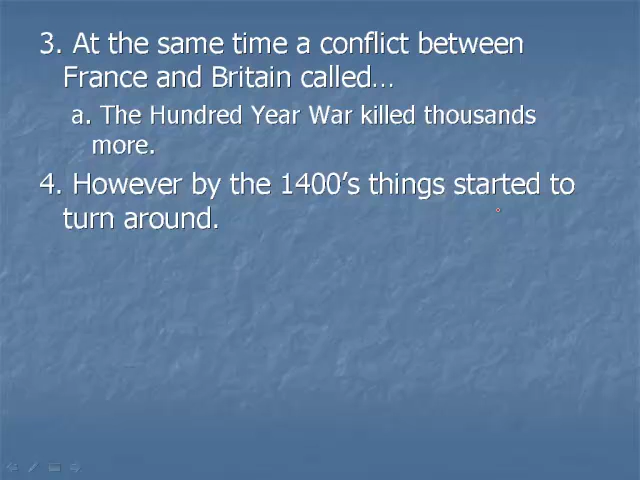 3. At the same time a conflict between
France and Britain called…
a. The Hundred Year War killed thousands
more.
4. However by the 1400’s things started to
turn around.